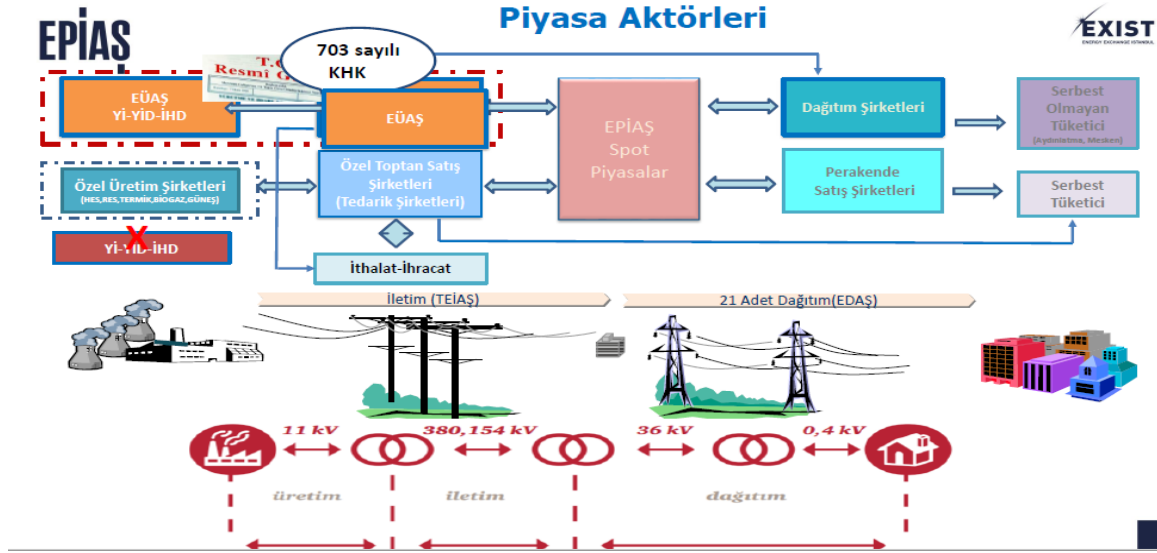 Piyasa Aktörleri
EPİAŞ
EXIST
ENERGY EXCHANGE ISTANBUL
703 sayılı
KHK
T.C
Resmî G
EÜAŞ
Yİ-YİD-İHD
EÜAŞ
EPİAŞ
Spot
Piyasalar
Dağıtım Şirketleri
Serbest
Olmayan
Tüketici
(Aydınlatma, Mesken)
Özel Üretim Şirketleri
(HES,RES,TERMİK,BİOGAZ,GÜNEŞ)
Özel Toptan Satış
Şirketleri
(Tedarik Şirketleri)
Perakende
Satış Şirketleri
Serbest
Tüketici
X
Yİ-YİD-İHD
İthalat-İhracat
İletim (TEİAŞ)
21 Adet Dağıtım(EDAŞ)
11 kV
380,154 kV
36 kV
0,4 kV
üretim
iletim
dağıtım